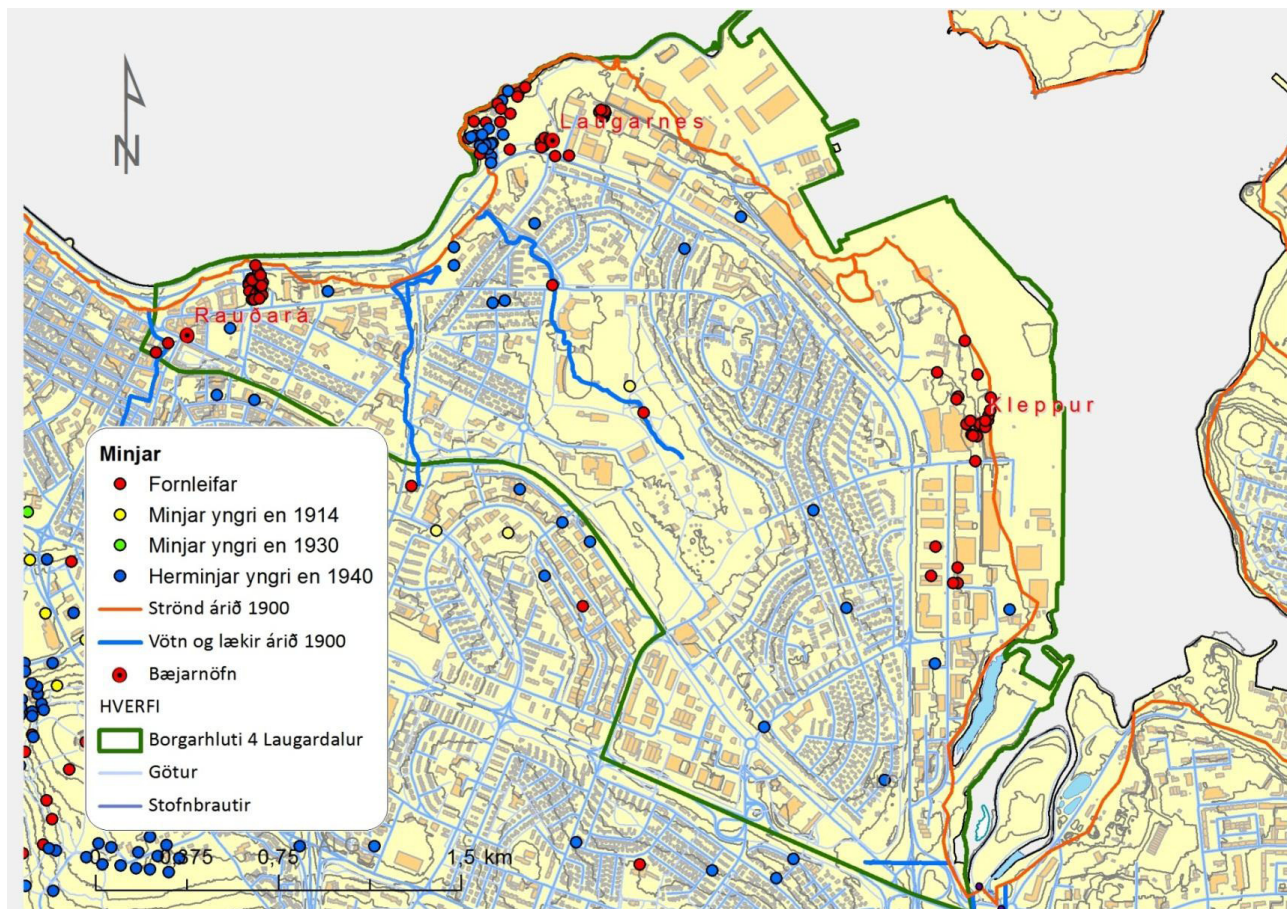 N
Laugarnes
Rauðará
Kleppur
Minjar
Fornleifar
Minjar yngri en 1914
Minjar yngri en 1930
Herminjar yngri en 1940
Strönd árið 1900
Vötn og lækir árið 1900
Bæjarnöfn
HVERFI
Borgarhluti 4 Laugardalur
Götur
Stofnbrautir
0.75
1,5 km